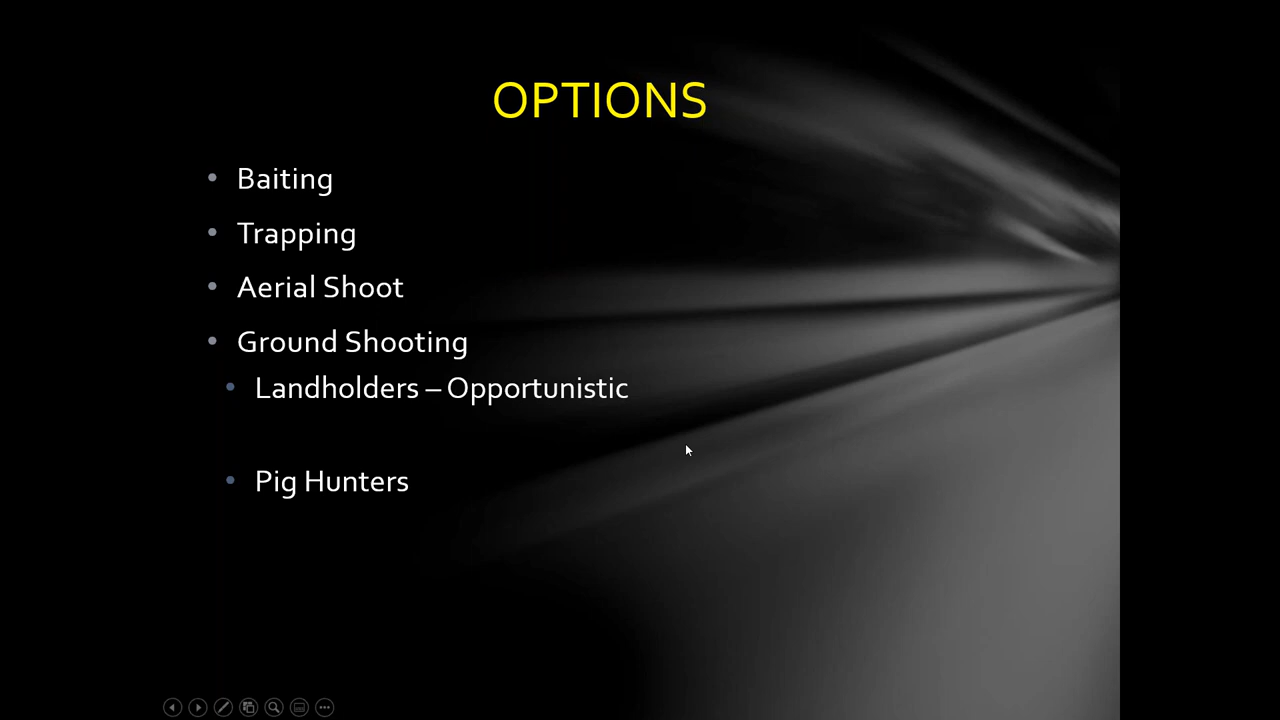 OPTIONS
• Baiting
• Trapping
• Aerial Shoot
• Ground Shooting
• Landholders – Opportunistic
• Pig Hunters